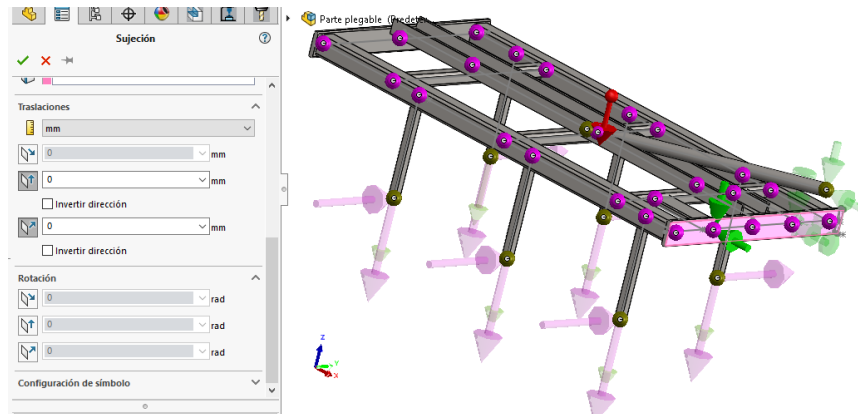 Parte plegable (Predeter
Sujeción
Traslaciones
mm
0 mm
0 mm
Invertir dirección
0 mm
Invertir dirección
Rotación
0 rad
0 rad
0 rad
Configuración de símbolo
Z
Y
X